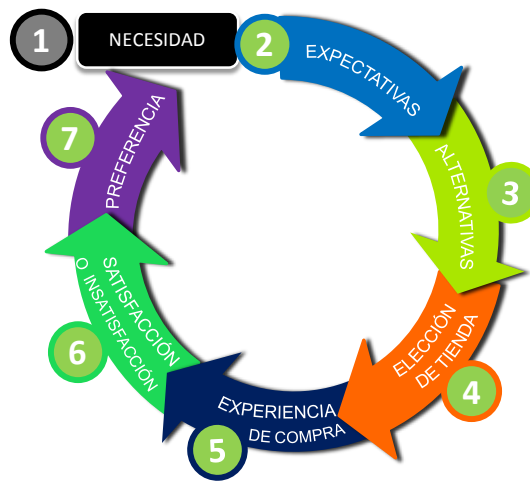 1
NECESIDAD
2
EXPECTATIVAS
3
ALTERNATIVAS
4
ELECCIÓN
DE TIENDA
5
EXPERIENCIA
DE COMPRA
6
SATISFACCIÓN
O INSATISFACCIÓN
7
PREFERENCIA